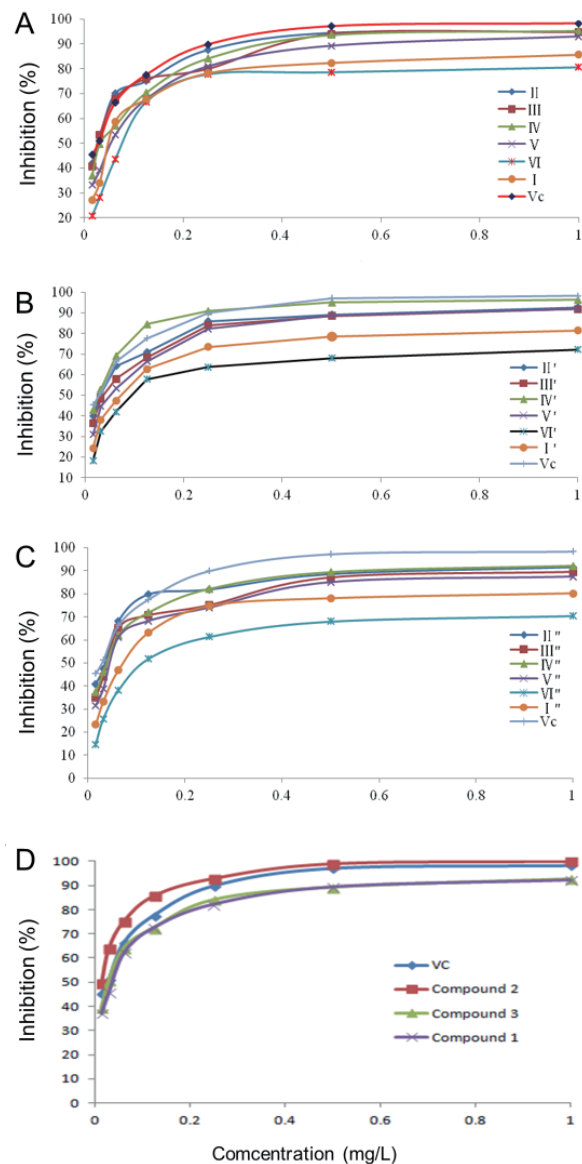 A
Inhibition (%)
100
90
80
70
60
50
40
30
20
0
0.2
0.4
0.6
0.8
1
II
III
IV
V
VI
I
Vc
B
Inhibition (%)
100
90
80
70
60
50
40
30
20
10
0
0.2
0.4
0.6
0.8
1
II'
III'
IV'
V'
VI'
I'
Vc
C
Inhibition (%)
100
90
80
70
60
50
40
30
20
10
0
0
0.2
0.4
0.6
0.8
1
II"
III"
IV"
V"
VI"
I"
Vc
D
Inhibition (%)
100
90
80
70
60
50
40
30
20
10
0
0
0.2
0.4
0.6
0.8
1
VC
Compound 2
Compound 3
Compound 1
Comcentration (mg/L)